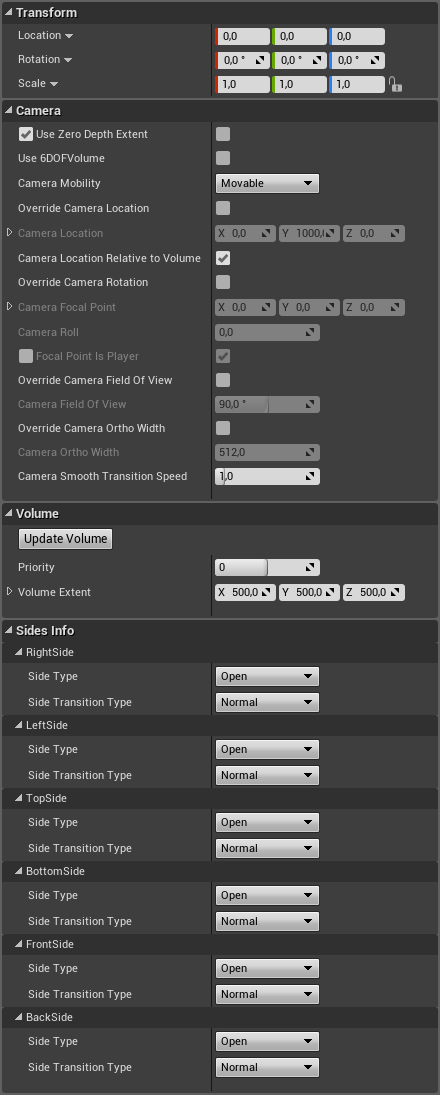 Transform
Location 0,0 0,0 0,0
Rotation 0,0 ° 0,0 ° 0,0 °
Scale 1,0 1,0 1,0
Camera
Use Zero Depth Extent
Use 6DOFVolume
Camera Mobility Movable
Override Camera Location
Camera Location X 0,0 Y 1000, Z 0,0
Camera Location Relative to Volume
Override Camera Rotation
Camera Focal Point X 0,0 Y 0,0 Z 0,0
Camera Roll 0,0
Focal Point Is Player
Override Camera Field Of View
Camera Field Of View 90,0 °
Override Camera Ortho Width
Camera Ortho Width 512,0
Camera Smooth Transition Speed 1,0
Volume
Update Volume
Priority 0
Volume Extent X 500,0 Y 500,0 Z 500,0
Sides Info
RightSide
Side Type Open
Side Transition Type Normal
LeftSide
Side Type Open
Side Transition Type Normal
TopSide
Side Type Open
Side Transition Type Normal
BottomSide
Side Type Open
Side Transition Type Normal
FrontSide
Side Type Open
Side Transition Type Normal
BackSide
Side Type Open
Side Transition Type Normal